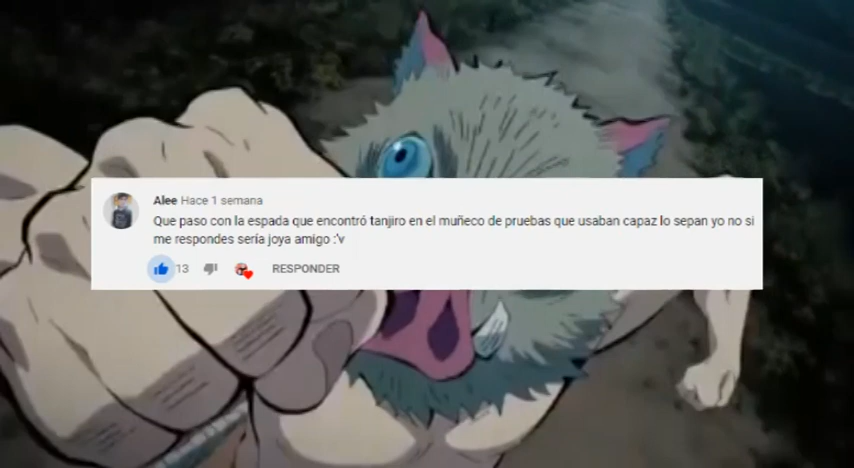 Alee Hace 1 semana
Que paso con la espada que encontró tanjiro en el muñeco de pruebas que usaban capaz lo sepan yo no si
me respondes sería joya amigo :'v
13 RESPONDER